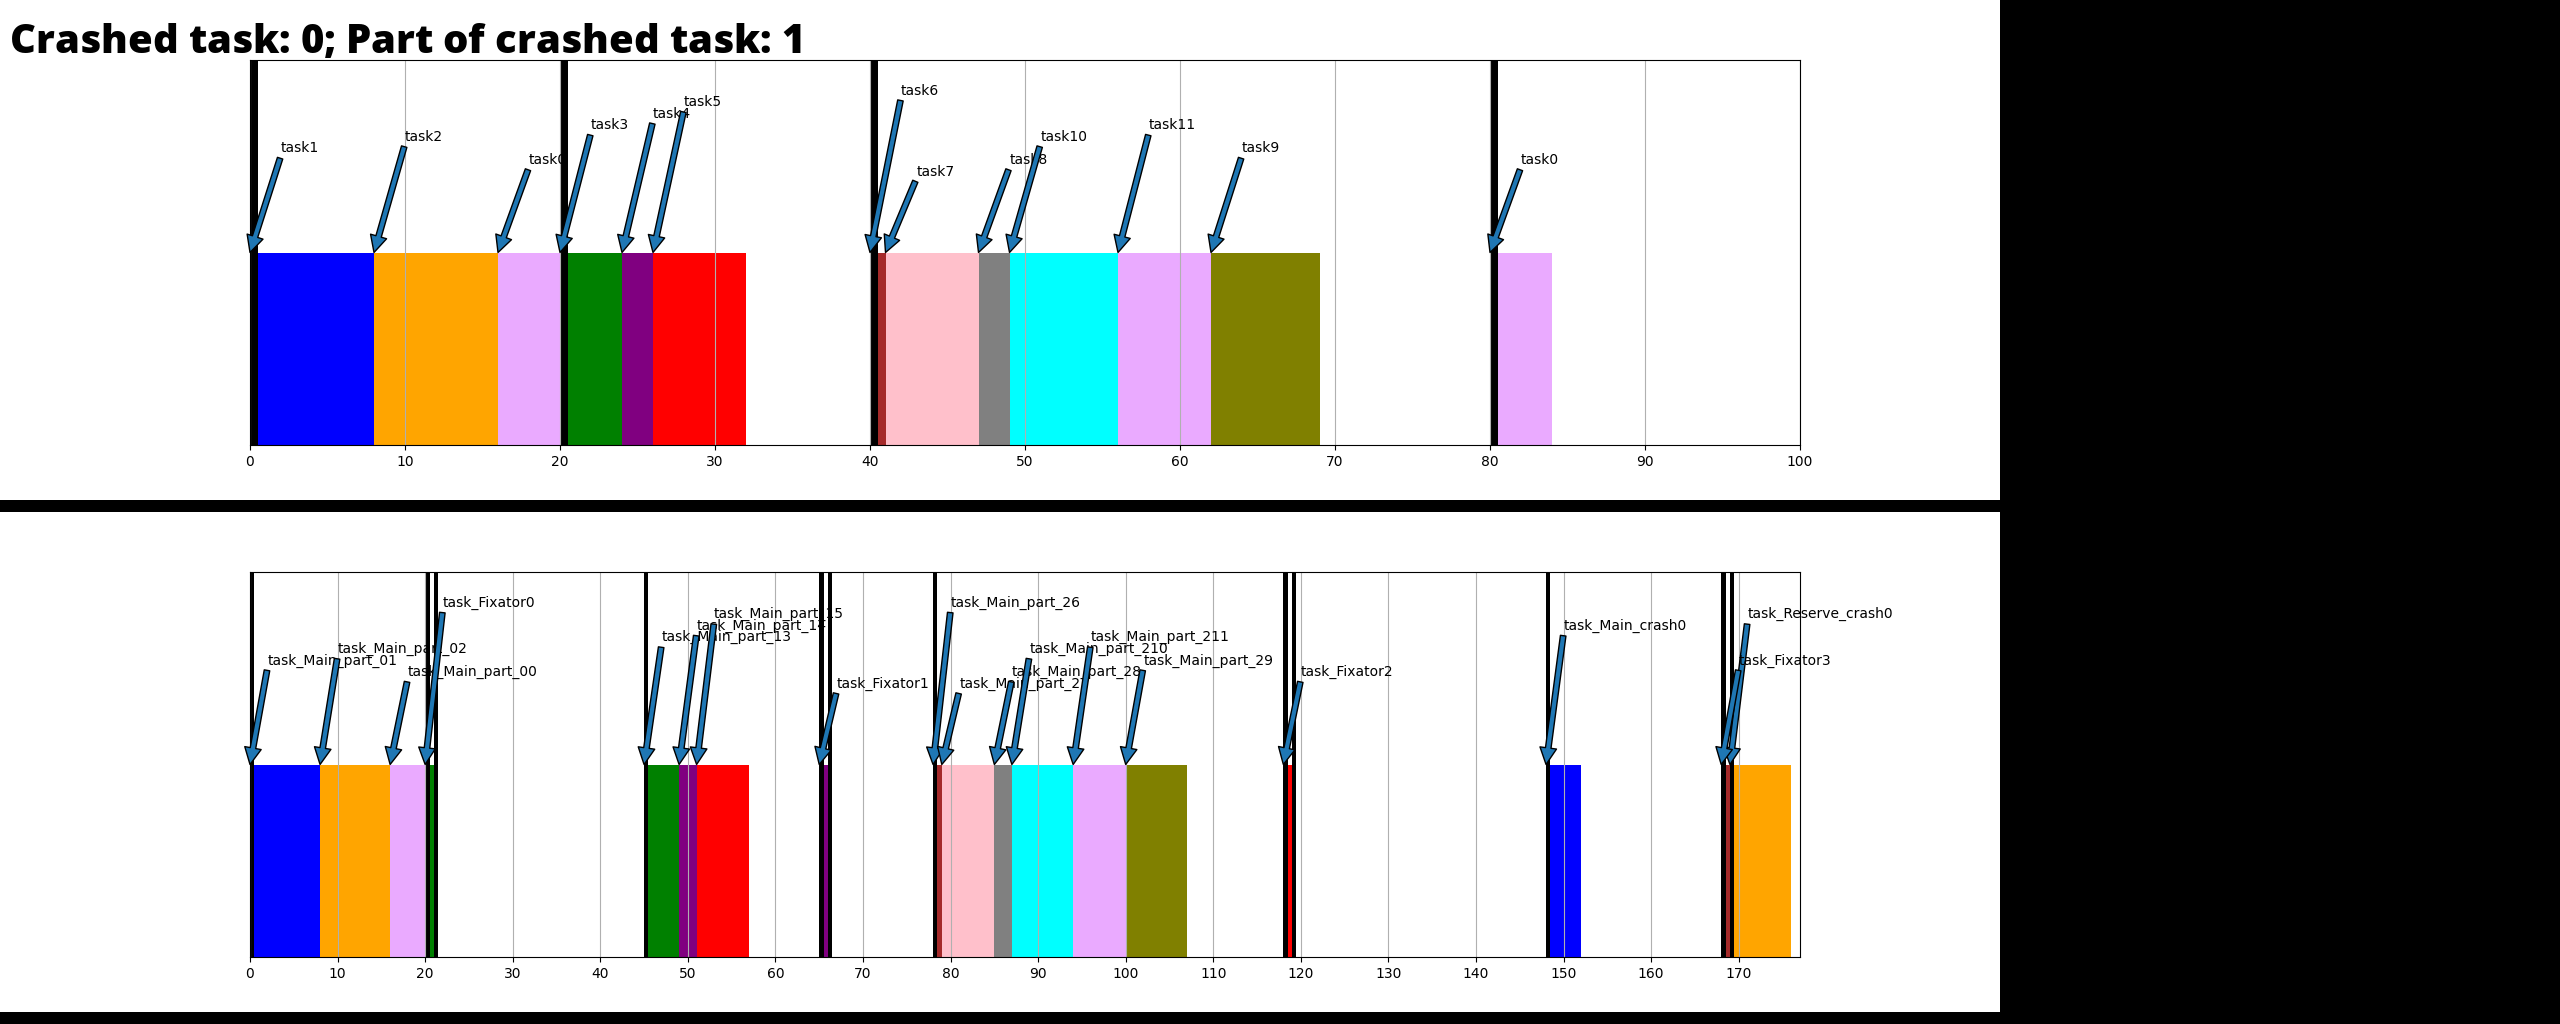 Crashed task: 0; Part of crashed task: 1
task6
task5
task4
task3
task11
task2
task10
task1
task9
task0
task8
task0
task7
0 10 20 30 40 50 60 70 80 90 100
task_Fixator0
task_Main_part_26
task_Main_part_15
task_Reserve_crash0
task_Main_part_14
task_Main_crash0
task_Main_part_13
task_Main_part_211
task_Main_part_02
task_Main_part_210
task_Main_part_01
task_Main_part_29
task_Fixator3
task_Main_part_00
task_Main_part_28
task_Fixator2
task_Fixator1
task_Main_part_27
0 10 20 30 40 50 60 70 80 90 100 110 120 130 140 150 160 170